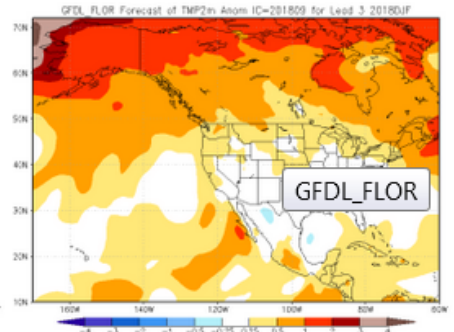 GFDL_FLOR Forecast of TMP2m Anom IC=201809 for Lead 3 2018DJF
70N
60N
50N
40N
30N
20N
10N
GFDL_FLOR
160W 140W 120W 100W 80W 60W